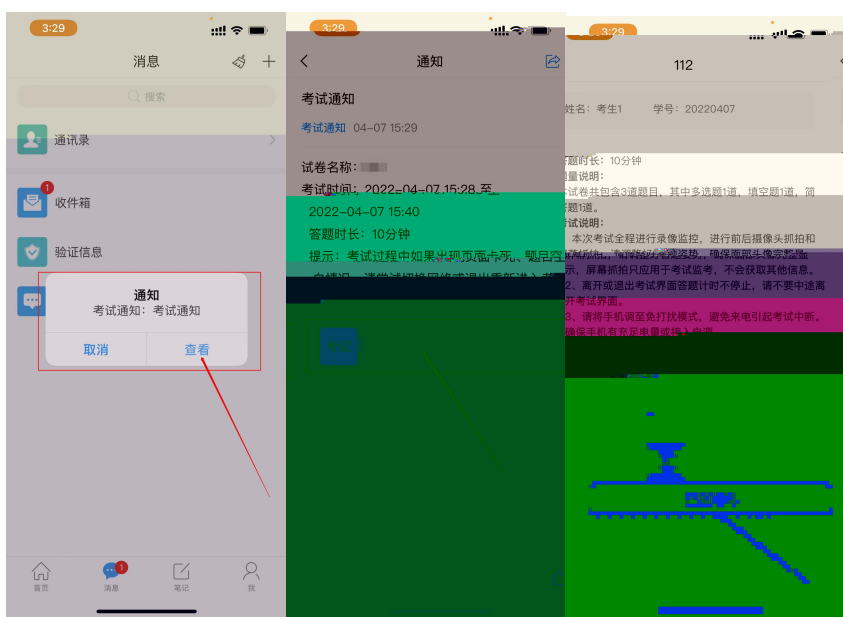 3:29
消息
搜索
通讯录
1
收件箱
验证信息
通知
考试通知：考试通知
取消
查看
首页
1
消息
笔记
我
3:29
通知
考试通知
考试通知 04-07 15:29
试卷名称：
考试时间：2022-04-07 15:28 至
2022-04-07 15:40
答题时长：10分钟
提示：考试过程中如果出现页面卡死、题目空
3:29
112
姓名：考生1 学号：20220407
题时长：10分钟
量说明：
试卷共包含3道题目，其中多选题1道，填空题1道，简
题1道。
试说明：
本次考试全程进行录像监控，进行前后摄像头抓拍和
示，屏幕抓拍只应用于考试监考，不会获取其他信息。
2、离开或退出考试界面答题计时不停止，请不要中途离
开考试界面。
3、请将手机调至免打扰模式，避免来电引起考试中断。
确保手机有充足电量或接入电源